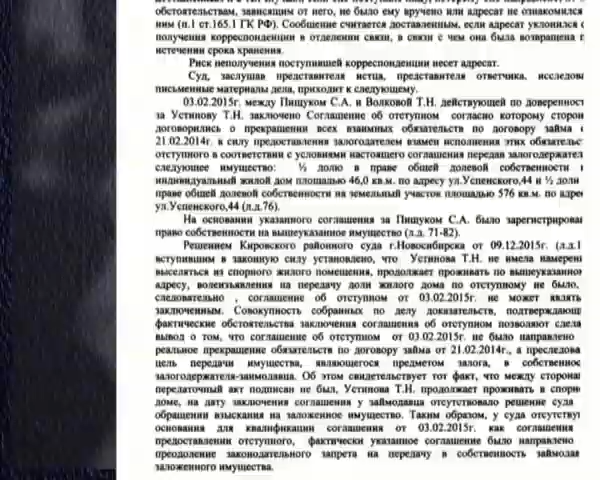 обстоятельствам, зависящим от него, не было ему вручено или адресат не ознакомился
ним (п.1 ст.165.1 ГК РФ). Сообщение считается доставленным, если адресат уклонился
получения корреспонденции в отделении связи, в связи с чем она была возвращена
истечении срока хранения.
Риск неполучения поступившей корреспонденции несет адресат.
Суд, заслушав представителя истца, представителя ответчика, исследова
письменные материалы дела, приходит к следующему.
03.02.2015г. между Пищуком С.А. и Волковой Т.Н. действующей по доверенност
за Устинову Т.Н. заключено Соглашение об отступном согласно которому сторон
договорились о прекращении всех взаимных обязательств по договору займа
21.02.2014г. в силу предоставления залогодателем взамен исполнения этих обязательс
отступного в соответствии с условиями настоящего соглашения передан залогодержател
следующее имущество: ½ долю в праве общей долевой собственности
индивидуальный жилой дом площадью 46,0 кв.м. по адресу ул.Успенского,44 и ½ доли
праве общей долевой собственности на земельный участок площадью 576 кв.м. по адре
ул.Успенского,44 (л.д.76).
На основании указанного соглашения за Пищуком С.А. было зарегистрирова
право собственности на вышеуказанное имущество (л.д. 71-82).
Решением Кировского районного суда г.Новосибирска от 09.12.2015г. (л.д.1
вступившим в законную силу установлено, что Устинова Т.Н. не имела намерени
выселяться из спорного жилого помещения, продолжает проживать по вышеуказанном
адресу, волеизъявления на передачу доли жилого дома по отступному не было,
следовательно , соглашение об отступном от 03.02.2015г. не может являть
заключенным. Совокупность собранных по делу доказательств, подтверждающ
фактические обстоятельства заключения соглашения об отступном позволяют сдела
вывод о том, что соглашение об отступном от 03.02.2015г. не было направлено
реальное прекращение обязательств по договору займа от 21.02.2014г., а преследова
цель передачи имущества, являющегося предметом залога, в собственнос
залогодержателя-займодавца. Об этом свидетельствует тот факт, что между сторона
передаточный акт подписан не был, Устинова Т.Н. продолжает проживать в спорн
доме, на дату заключения соглашения у займодавца отсутствовало решение суда
обращении взыскания на заложенное имущество. Таким образом, у суда отсутству
основания для квалификации соглашения от 03.02.2015г. как соглашения
предоставлении отступного, фактически указанное соглашение было направлено
преодоление законодательного запрета на передачу в собственность займодав
заложенного имущества.